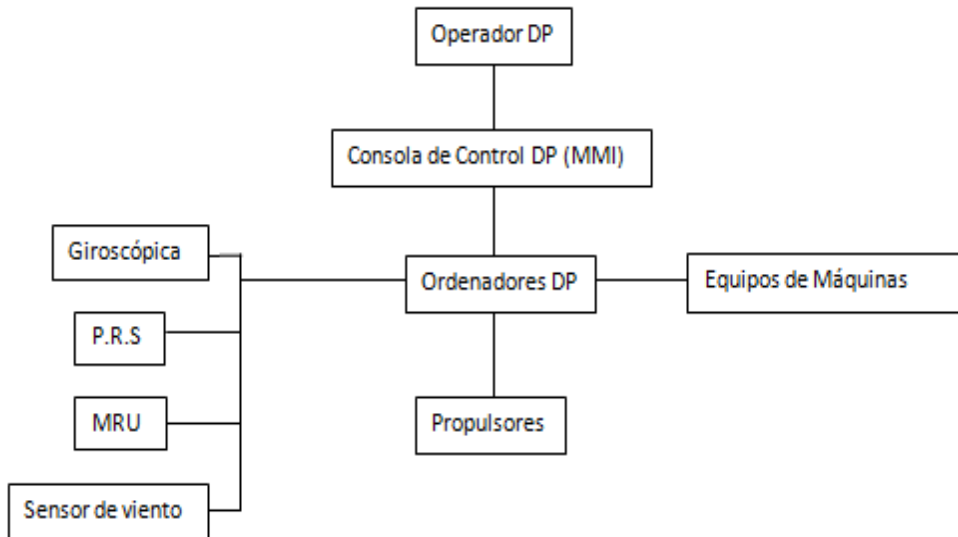 Operador DP
Consola de Control DP (MMI)
Giroscópica
Ordenadores DP
Equipos de Máquinas
P.R.S
MRU
Propulsores
Sensor de viento